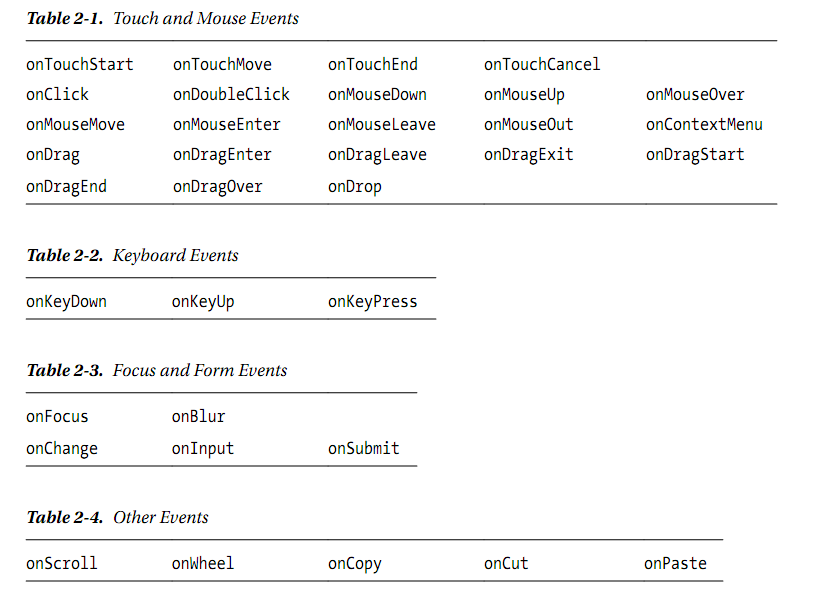 Table 2-1. Touch and Mouse Events
onTouchStart onTouchMove onTouchEnd onTouchCancel
onClick onDoubleClick onMouseDown onMouseUp onMouseOver
onMouseMove onMouseEnter onMouseLeave onMouseOut onContextMenu
onDrag onDragEnter onDragLeave onDragExit onDragStart
onDragEnd onDragOver onDrop
Table 2-2. Keyboard Events
onKeyDown onKeyUp onKeyPress
Table 2-3. Focus and Form Events
onFocus onBlur
onChange onInput onSubmit
Table 2-4. Other Events
onScroll onWheel onCopy onCut onPaste